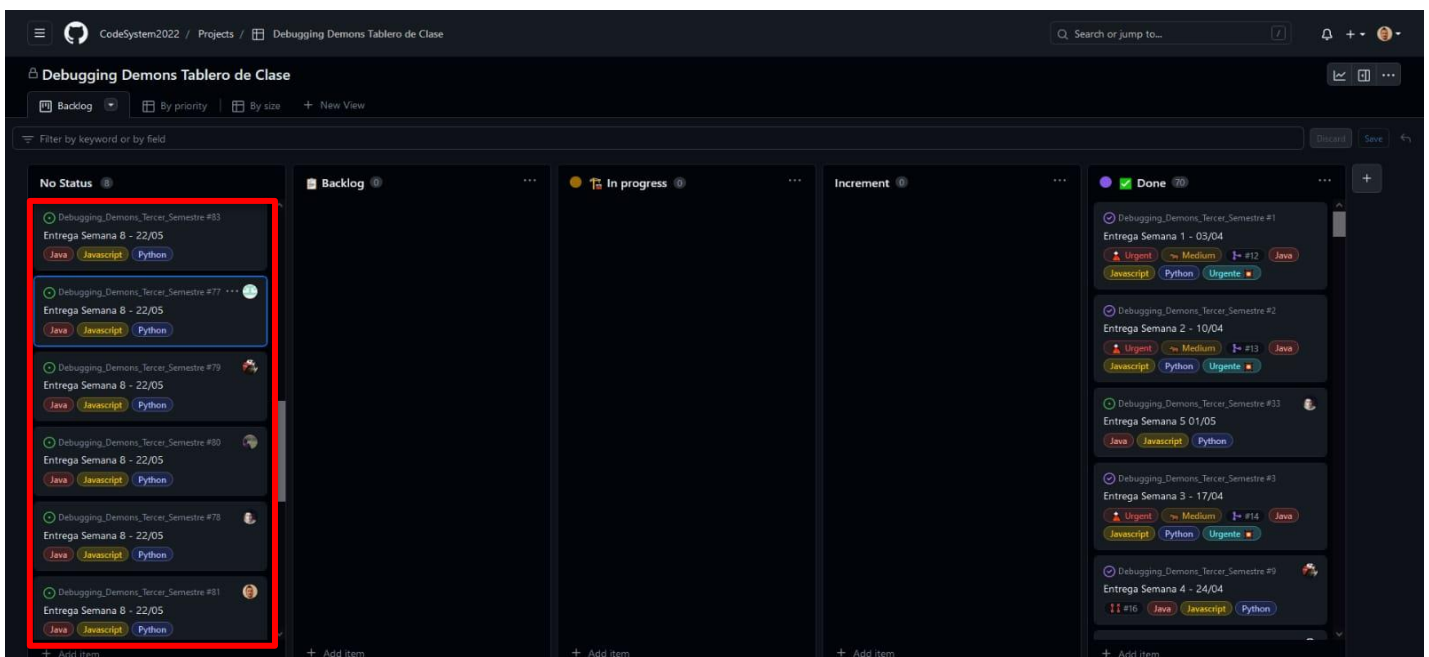 CodeSystem2022 / Projects / Debugging Demons Tablero de Clase
Search or jump to... /
Debugging Demons Tablero de Clase
Backlog By priority By size + New View
Filter by keyword or by field
Discard Save
No Status 8
Debugging_Demons_Tercer_Semestre #83
Entrega Semana 8 - 22/05
Java Javascript Python
Debugging_Demons_Tercer_Semestre #77
Entrega Semana 8 - 22/05
Java Javascript Python
Debugging_Demons_Tercer_Semestre #79
Entrega Semana 8 - 22/05
Java Javascript Python
Debugging_Demons_Tercer_Semestre #80
Entrega Semana 8 - 22/05
Java Javascript Python
Debugging_Demons_Tercer_Semestre #78
Entrega Semana 8 - 22/05
Java Javascript Python
Debugging_Demons_Tercer_Semestre #81
Entrega Semana 8 - 22/05
Java Javascript Python
+ Add item
Backlog 0
+ Add item
In progress 0
+ Add item
Increment 0
+ Add item
Done 70
Debugging_Demons_Tercer_Semestre #1
Entrega Semana 1 - 03/04
Urgent Medium #12 Java
Javascript Python Urgente
Debugging_Demons_Tercer_Semestre #2
Entrega Semana 2 - 10/04
Urgent Medium #13 Java
Javascript Python Urgente
Debugging_Demons_Tercer_Semestre #33
Entrega Semana 5 01/05
Java Javascript Python
Debugging_Demons_Tercer_Semestre #3
Entrega Semana 3 - 17/04
Urgent Medium #14 Java
Javascript Python Urgente
Debugging_Demons_Tercer_Semestre #9
Entrega Semana 4 - 24/04
#16 Java Javascript Python
+ Add item